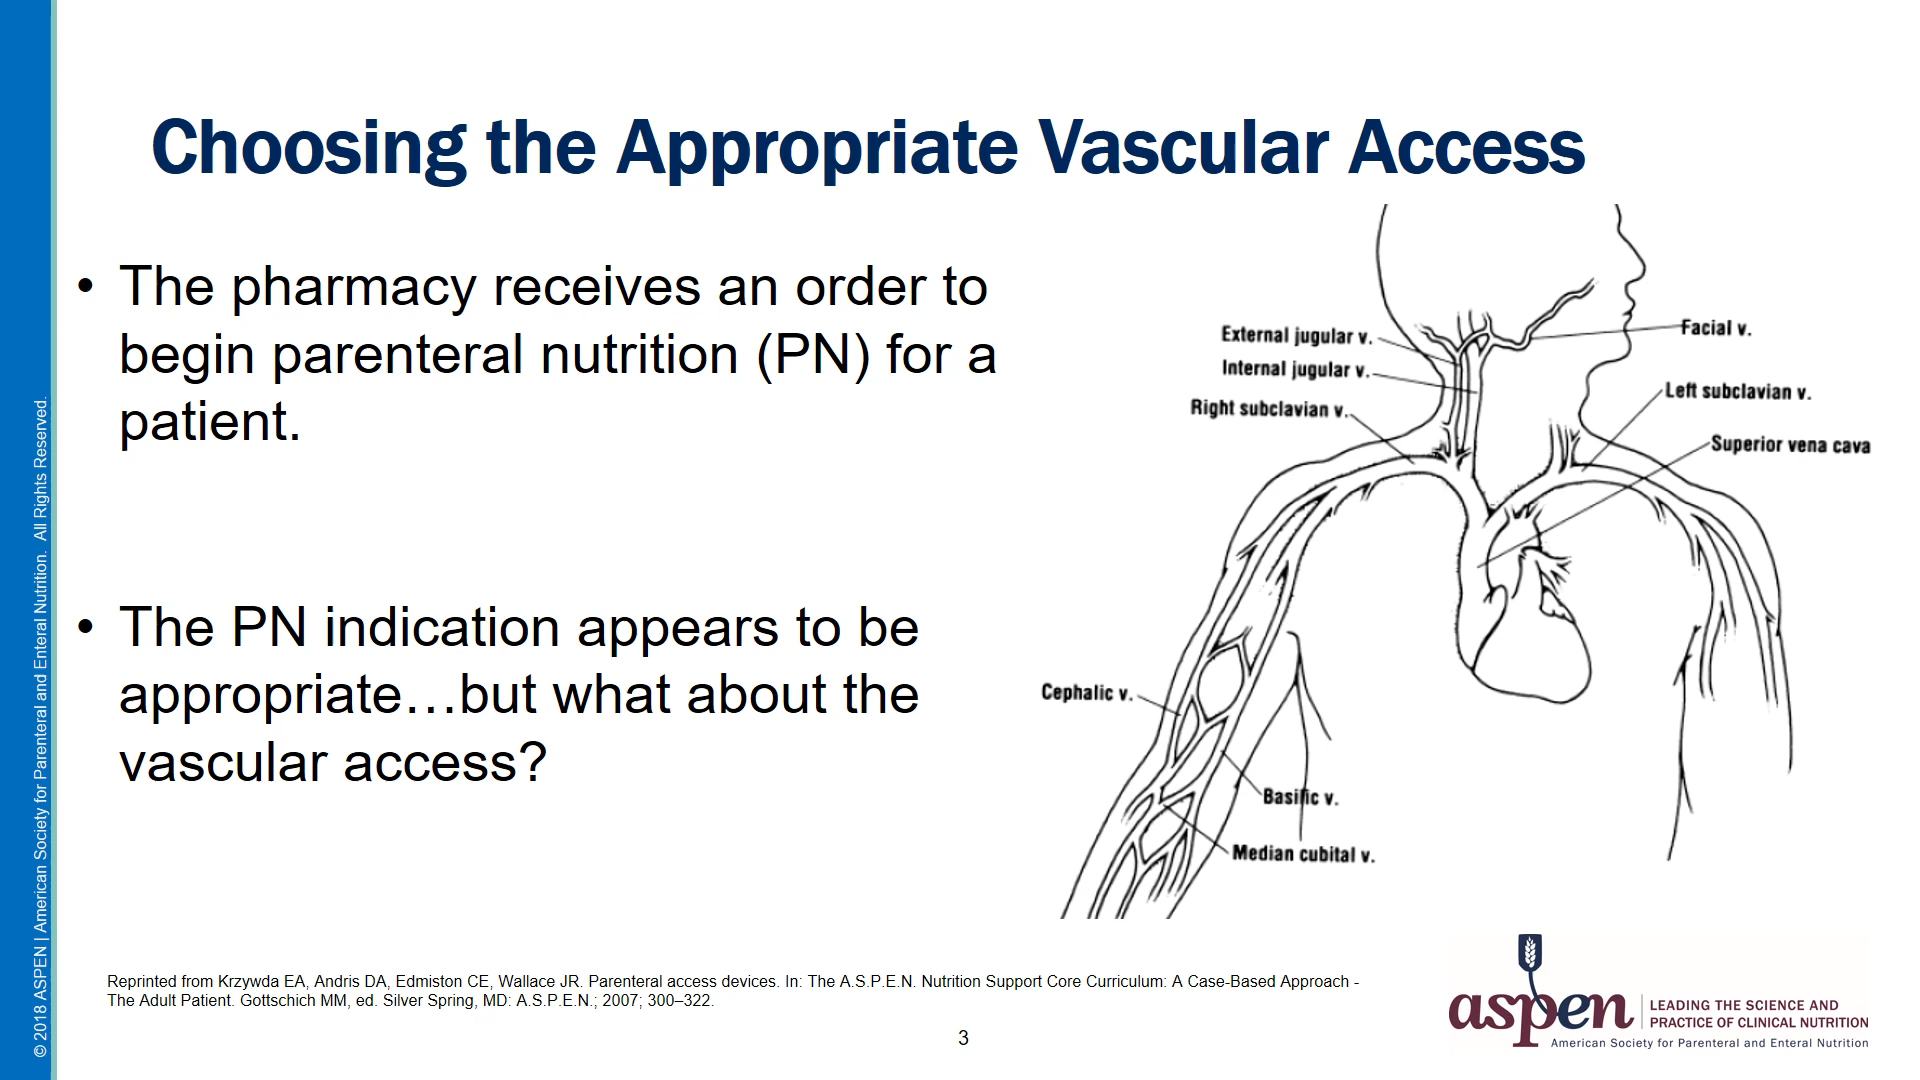 Choosing the Appropriate Vascular Access
• The pharmacy receives an order to
begin parenteral nutrition (PN) for a
patient.
• The PN indication appears to be
appropriate…but what about the
vascular access?
External jugular v.
Internal jugular v.
Right subclavian v.
Facial v.
Left subclavian v.
Superior vena cava
Cephalic v.
Basilic v.
Median cubital v.
Reprinted from Krzywda EA, Andris DA, Edmiston CE, Wallace JR. Parenteral access devices. In: The A.S.P.E.N. Nutrition Support Core Curriculum: A Case-Based Approach -
The Adult Patient. Gottschich MM, ed. Silver Spring, MD: A.S.P.E.N.; 2007; 300–322.
3
aspen
LEADING THE SCIENCE AND
PRACTICE OF CLINICAL NUTRITION
American Society for Parenteral and Enteral Nutrition
© 2018 ASPEN | American Society for Parenteral and Enteral Nutrition. All Rights Reserved.